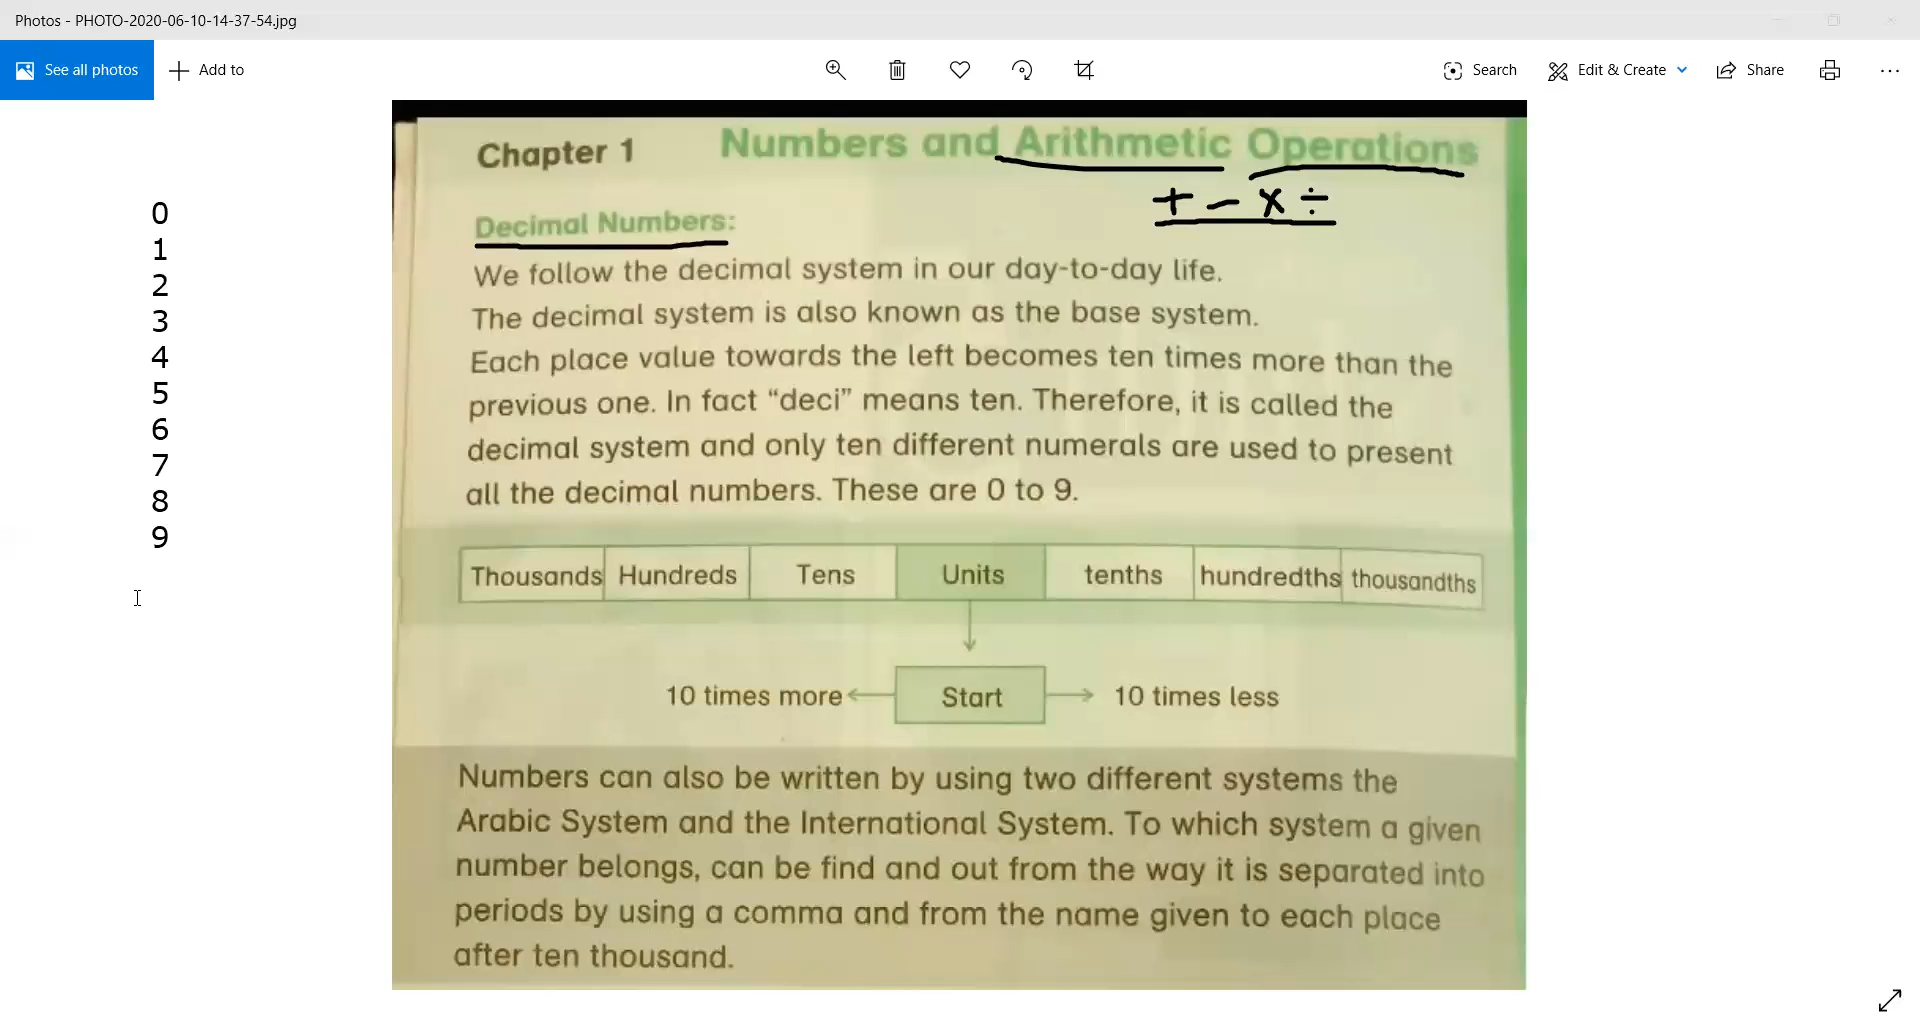 Photos - PHOTO-2020-06-10-14-37-54.jpg
See all photos
Add to
Search
Edit & Create
Share
Chapter 1
Numbers and Arithmetic Operations
+ - × ÷
Decimal Numbers:
We follow the decimal system in our day-to-day life.
The decimal system is also known as the base system.
Each place value towards the left becomes ten times more than the
previous one. In fact “deci” means ten. Therefore, it is called the
decimal system and only ten different numerals are used to present
all the decimal numbers. These are 0 to 9.
0
1
2
3
4
5
6
7
8
9
Thousands Hundreds Tens Units tenths hundredths thousandths
10 times more Start 10 times less
Numbers can also be written by using two different systems the
Arabic System and the International System. To which system a given
number belongs, can be find and out from the way it is separated into
periods by using a comma and from the name given to each place
after ten thousand.